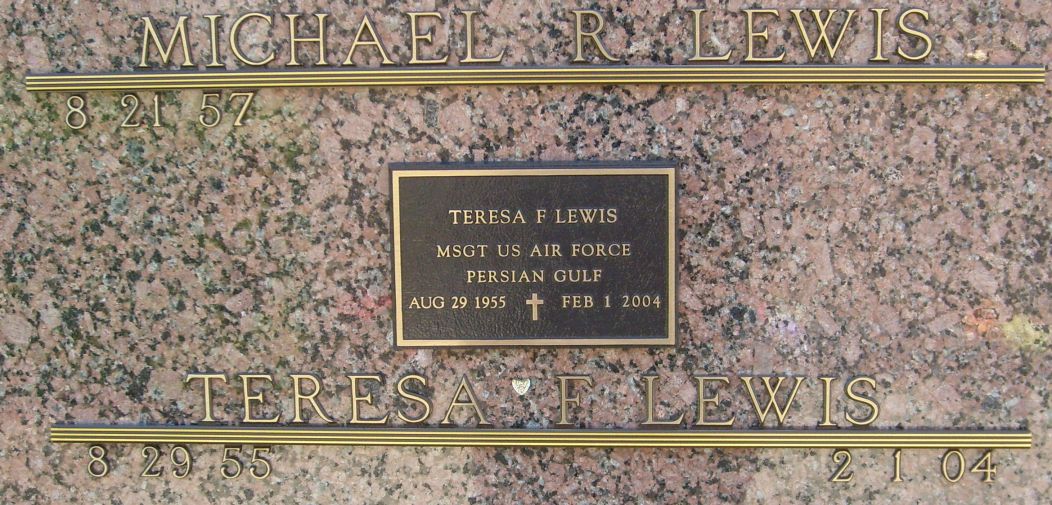 MICHAEL R LEWIS
8 21 57
TERESA F LEWIS
MSGT US AIR FORCE
PERSIAN GULF
AUG 29 1955 FEB 1 2004
TERESA F LEWIS
8 29 55 2 1 04